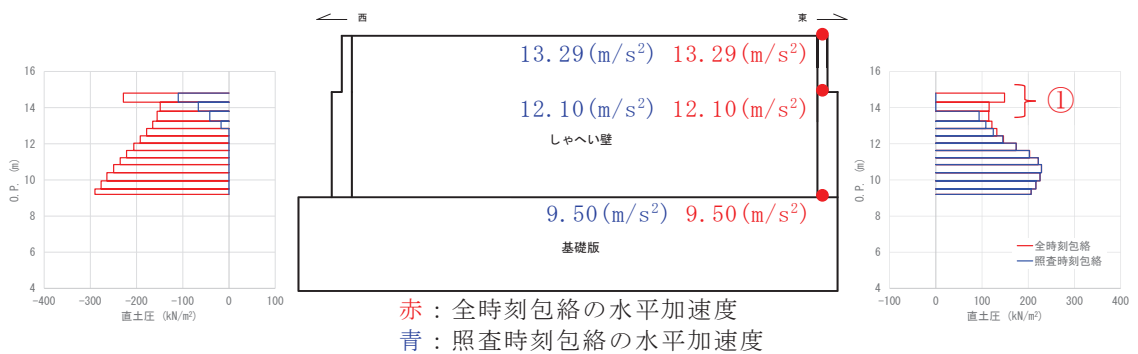 西
東
13.29(m/s²) 13.29(m/s²)
12.10(m/s²) 12.10(m/s²)
しゃへい壁
9.50(m/s²) 9.50(m/s²)
基礎版
16
14
12
10
8
6
4
O.P. (m)
-400 -300 -200 -100 0 100
直土圧 (kN/m²)
16
14
12
10
8
6
4
O.P. (m)
-100 0 100 200 300 400
直土圧 (kN/m²)
①
全時刻包絡
照査時刻包絡
赤：全時刻包絡の水平加速度
青：照査時刻包絡の水平加速度